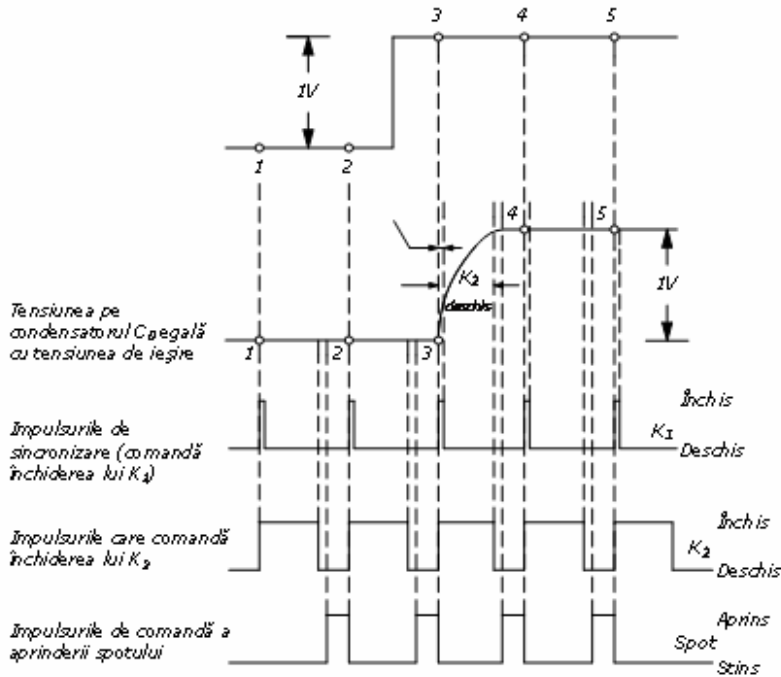 3 4 5
1V
1 2
4 5
K2
deschis
1V
Tensiunea pe
condensatorul CD egală
cu tensiunea de ieșire
1 2 3
Impulsurile de
sincronizare (comandă
închiderea lui K1)
Închis
K1
Deschis
Impulsurile care comandă
închiderea lui K2
Închis
K2
Deschis
Impulsurile de comandă a
aprinderii spotului
Aprins
Spot
Stins